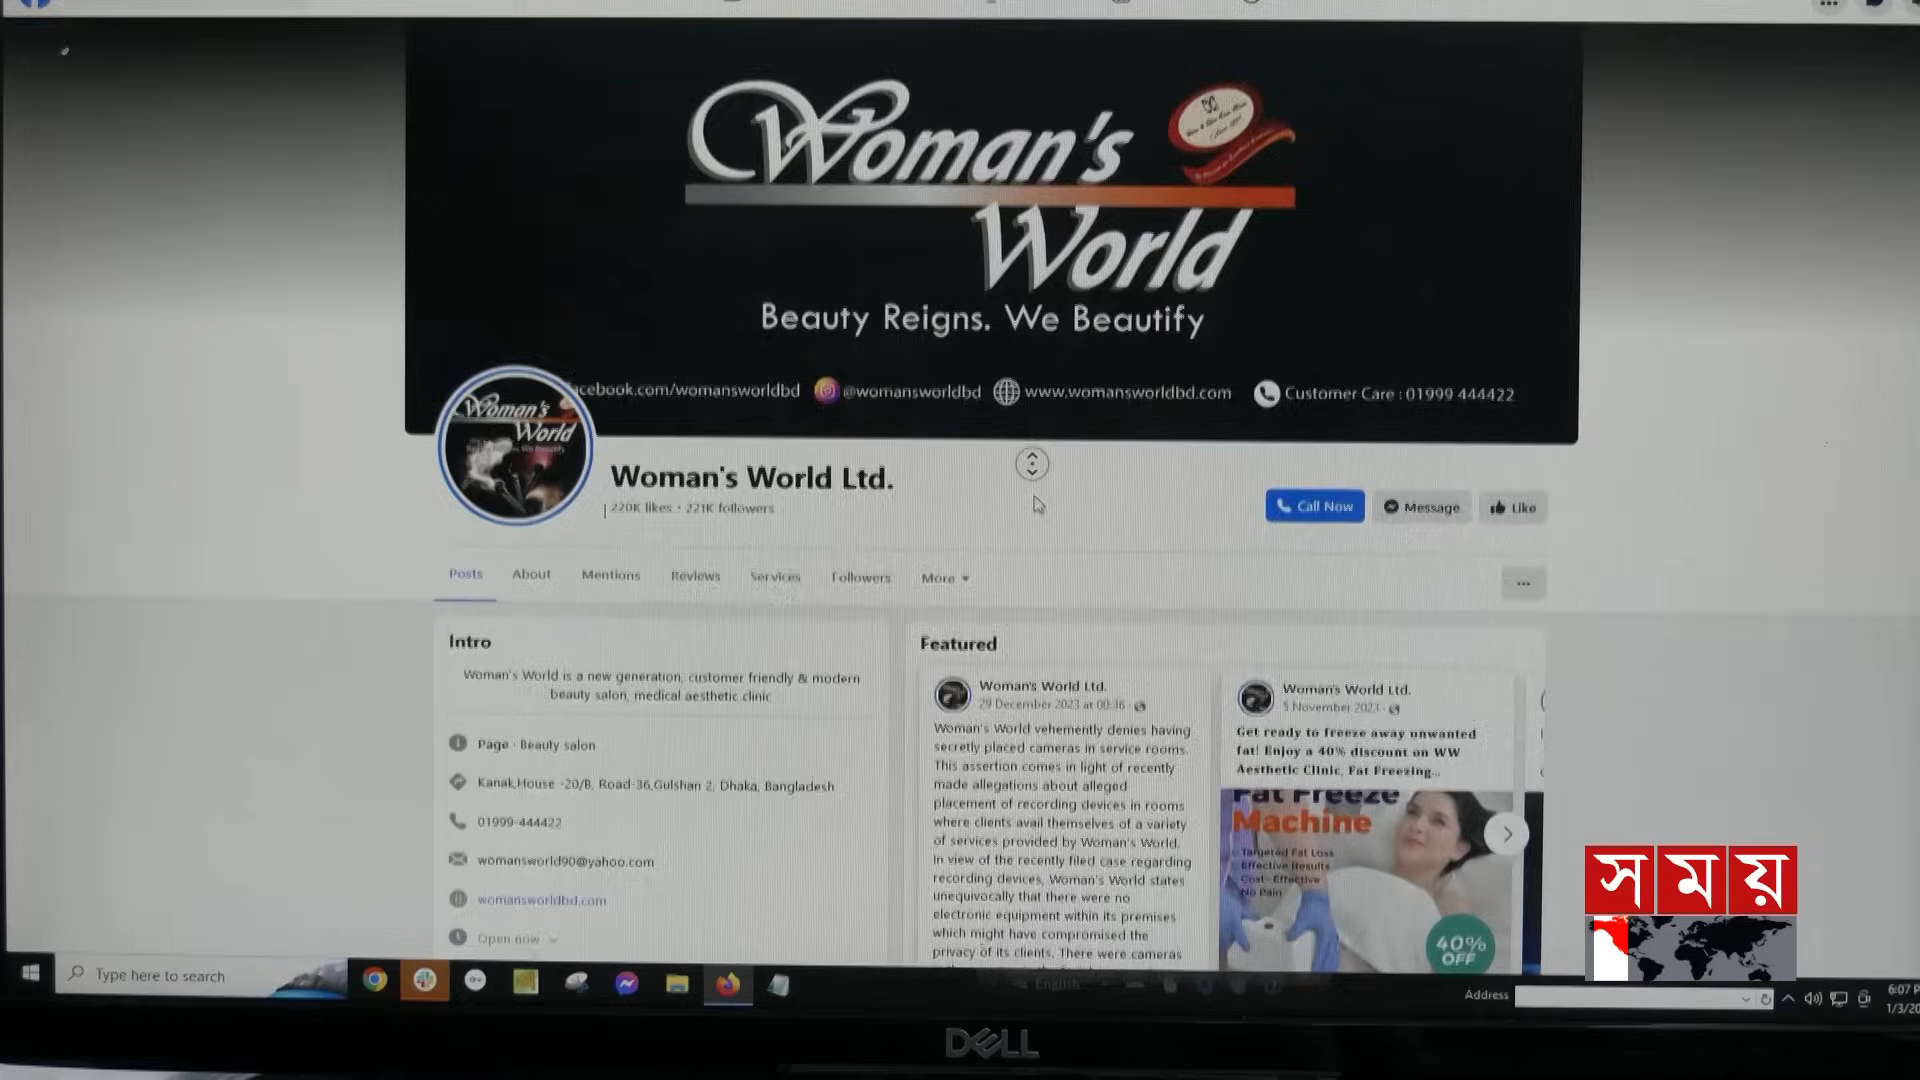 Woman's
World
Beauty Reigns. We Beautify
acebook.com/womansworldbd @womansworldbd www.womansworldbd.com Customer Care : 01999 444422
Woman's
World
Woman's World Ltd.
220K likes • 221K followers
Call Now Message Like
Posts About Mentions Reviews Services Followers More
Intro
Woman's World is a new generation, customer friendly & modern
beauty salon, medical aesthetic clinic
Page · Beauty salon
Kanak,House -20/B, Road-36,Gulshan 2, Dhaka, Bangladesh
01999-444422
womansworld90@yahoo.com
womansworldbd.com
Open now
Featured
Woman's World Ltd.
29 December 2023 at 00:36
Woman's World vehemently denies having
secretly placed cameras in service rooms.
This assertion comes in light of recently
made allegations about alleged
placement of recording devices in rooms
where clients avail themselves of a variety
of services provided by Woman's World.
In view of the recently filed case regarding
recording devices, Woman's World states
unequivocally that there were no
electronic equipment within its premises
which might have compromised the
privacy of its clients. There were cameras
Woman's World Ltd.
5 November 2023
Get ready to freeze away unwanted
fat! Enjoy a 40% discount on WW
Aesthetic Clinic, Fat Freezing...
Fat Freeze
Machine
Targeted Fat Loss
Effective Results
Cost - Effective
No Pain
40%
OFF
সময়
Type here to search
English
Address
6:07 P
1/3/20
DELL